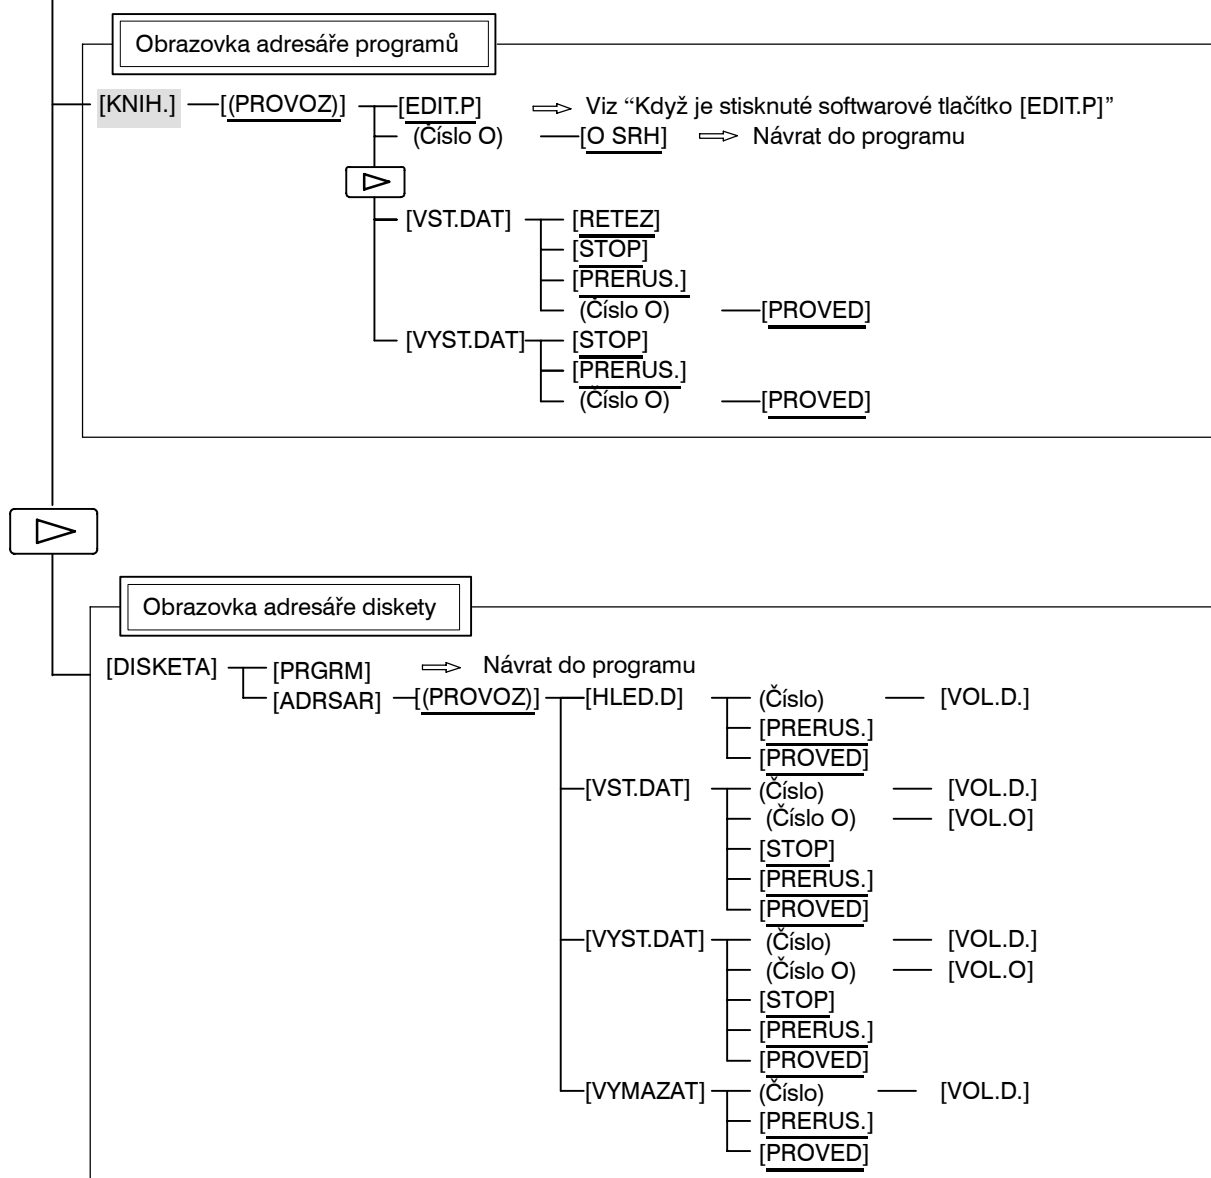 Obrazovka adresáře programů
[KNIH.] [(PROVOZ)] [EDIT.P] Viz “Když je stisknuté softwarové tlačítko [EDIT.P]”
(Číslo O) [O SRH] Návrat do programu
[VST.DAT] [RETEZ]
[STOP]
[PRERUS.]
(Číslo O) [PROVED]
[VYST.DAT] [STOP]
[PRERUS.]
(Číslo O) [PROVED]
Obrazovka adresáře diskety
[DISKETA] [PRGRM] Návrat do programu
[ADRSAR] [(PROVOZ)] [HLED.D] (Číslo) [VOL.D.]
[PRERUS.]
[PROVED]
[VST.DAT] (Číslo) [VOL.D.]
(Číslo O) [VOL.O]
[STOP]
[PRERUS.]
[PROVED]
[VYST.DAT] (Číslo) [VOL.D.]
(Číslo O) [VOL.O]
[STOP]
[PRERUS.]
[PROVED]
[VYMAZAT] (Číslo) [VOL.D.]
[PRERUS.]
[PROVED]